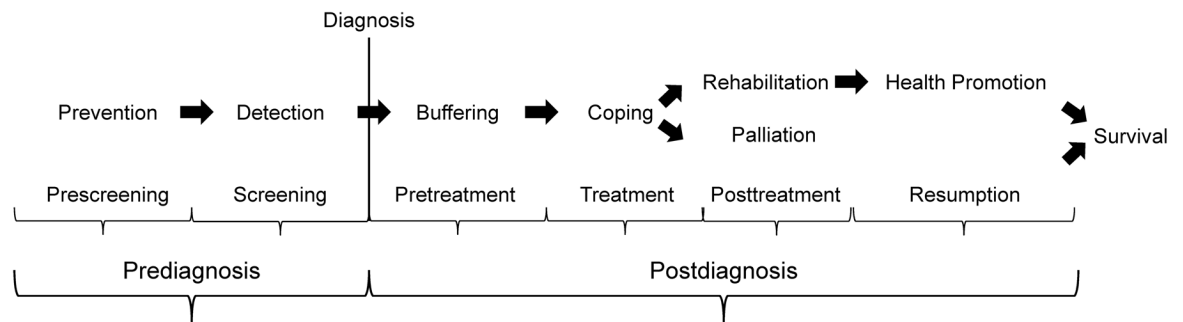 Diagnosis
Prevention Detection Buffering Coping Rehabilitation Health Promotion
Palliation
Survival
Prescreening Screening Pretreatment Treatment Posttreatment Resumption
Prediagnosis Postdiagnosis